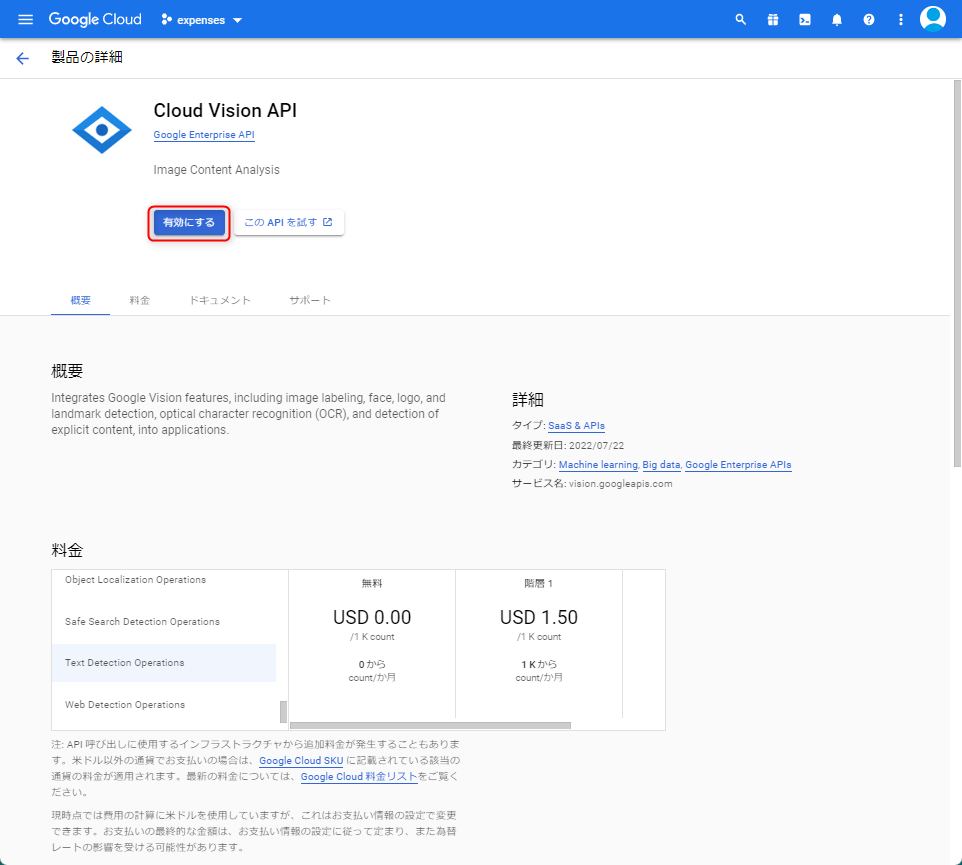 Google Cloud expenses
製品の詳細
Cloud Vision API
Google Enterprise API
Image Content Analysis
有効にする この API を試す
概要 料金 ドキュメント サポート
概要
Integrates Google Vision features, including image labeling, face, logo, and
landmark detection, optical character recognition (OCR), and detection of
explicit content, into applications.
詳細
タイプ: SaaS & APIs
最終更新日: 2022/07/22
カテゴリ: Machine learning, Big data, Google Enterprise APIs
サービス名: vision.googleapis.com
料金
Object Localization Operations
Safe Search Detection Operations
Text Detection Operations
Web Detection Operations
無料
USD 0.00
/1 K count
0 から
count/か月
階層 1
USD 1.50
/1 K count
1 K から
count/か月
注: API 呼び出しに使用するインフラストラクチャから追加料金が発生することもありま
す。米ドル以外の通貨でお支払いの場合は、Google Cloud SKU に記載されている該当の
通貨の料金が適用されます。最新の料金については、Google Cloud 料金リストをご覧く
ださい。
現時点では費用の計算に米ドルを使用していますが、これはお支払い情報の設定で変更
できます。お支払いの最終的な金額は、お支払い情報の設定に従って定まり、また為替
レートの影響を受ける可能性があります。